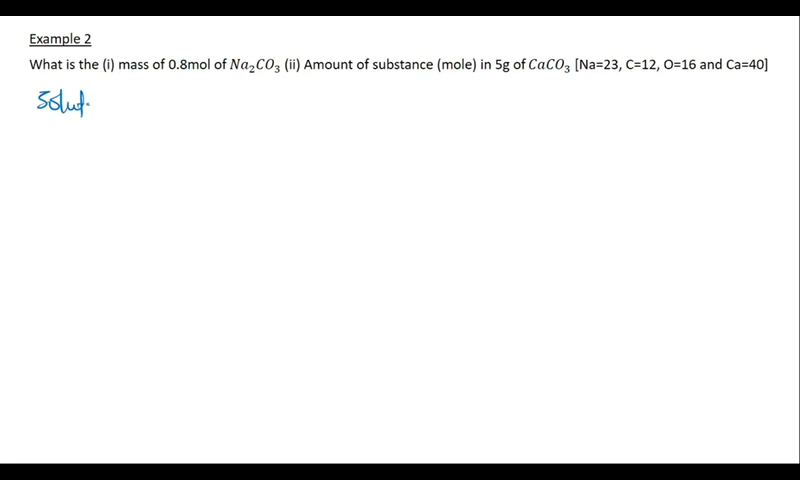 Example 2
What is the (i) mass of 0.8mol of Na₂CO₃ (ii) Amount of substance (mole) in 5g of CaCO₃ [Na=23, C=12, O=16 and Ca=40]
Solut.